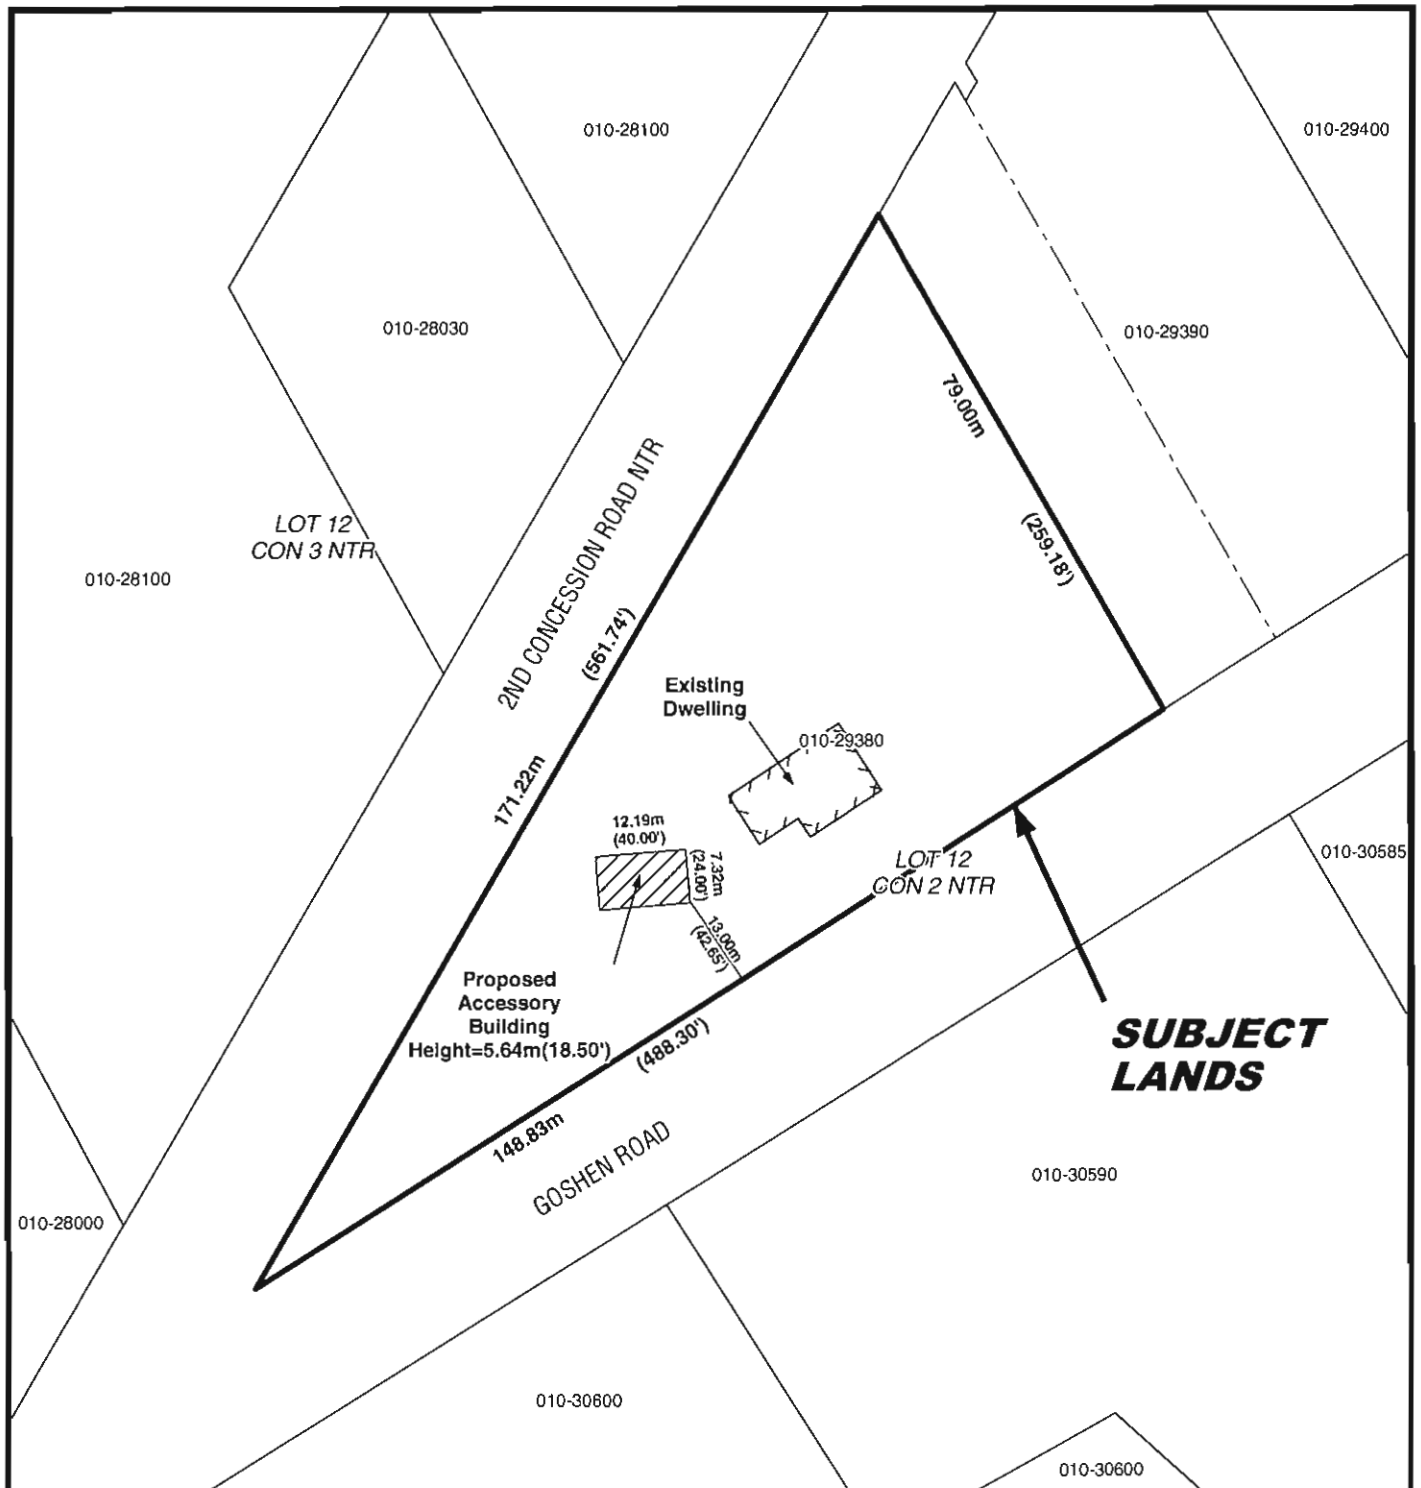 010-28100
010-29400
010-28030
010-29390
79.00m
(259.18')
2ND CONCESSION ROAD NTR
LOT 12
CON 3 NTR
010-28100
(561.74')
171.22m
Existing
Dwelling
010-29380
12.19m
(40.00')
7.32m
(24.00')
LOT 12
CON 2 NTR
010-30585
13.00m
(42.65')
Proposed
Accessory
Building
Height=5.64m(18.50')
SUBJECT
LANDS
(488.30')
148.83m
GOSHEN ROAD
010-30590
010-28000
010-30600
010-30600